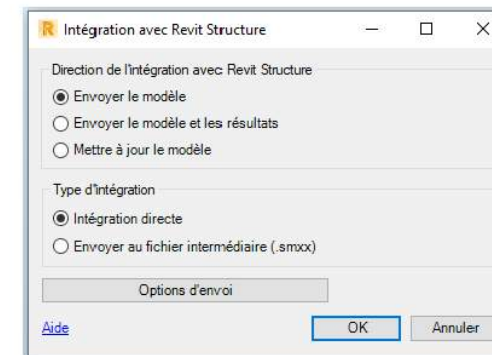 Intégration avec Revit Structure
Direction de l'intégration avec Revit Structure
Envoyer le modèle
Envoyer le modèle et les résultats
Mettre à jour le modèle
Type d'intégration
Intégration directe
Envoyer au fichier intermédiaire (.smxx)
Options d'envoi
Aide OK Annuler